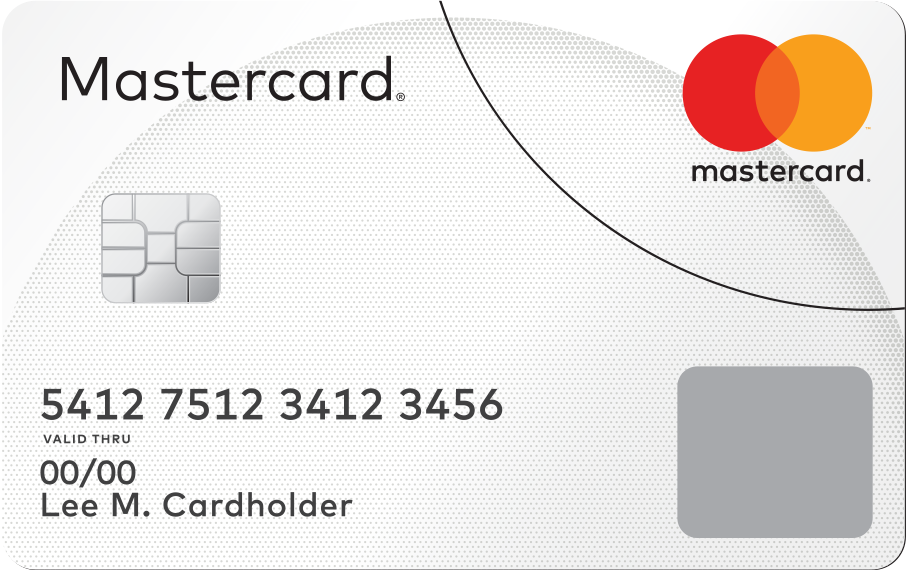 Mastercard®
mastercard.
5412 7512 3412 3456
VALID THRU
00/00
Lee M. Cardholder